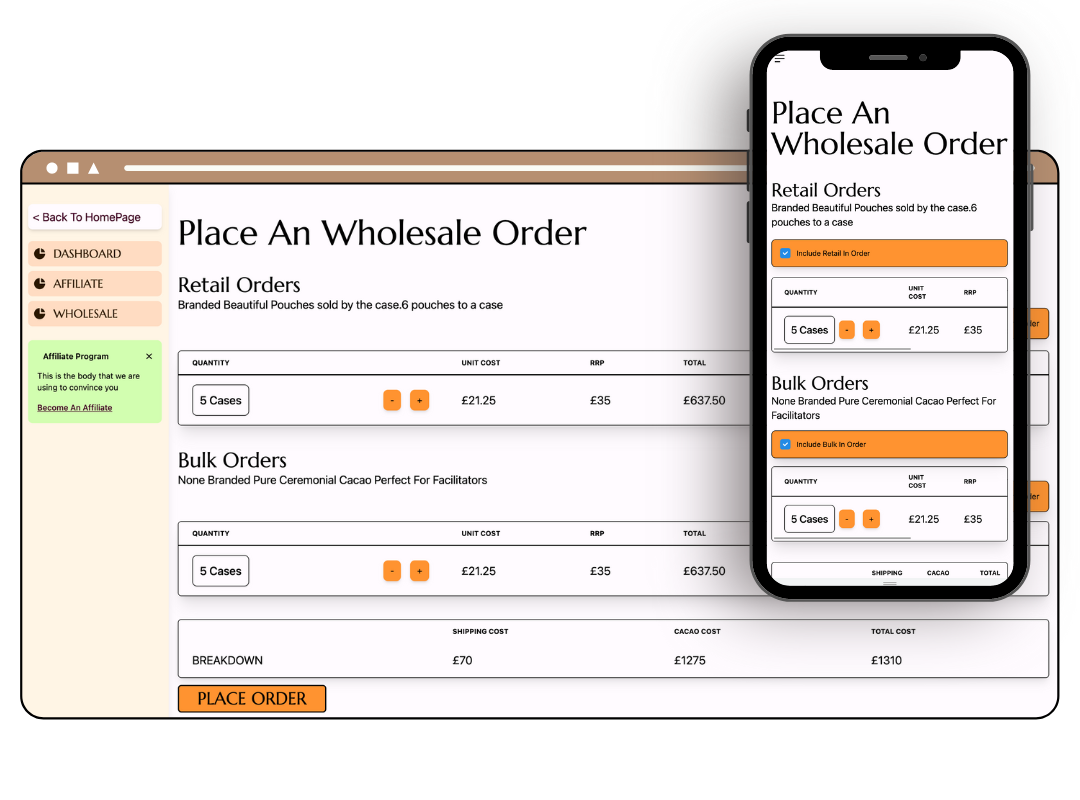 < Back To HomePage
DASHBOARD
AFFILIATE
WHOLESALE
Affiliate Program
This is the body that we are
using to convince you
Become An Affiliate
Place An Wholesale Order
Retail Orders
Branded Beautiful Pouches sold by the case.6 pouches to a case
QUANTITY UNIT COST RRP TOTAL
5 Cases - + £21.25 £35 £637.50
Bulk Orders
None Branded Pure Ceremonial Cacao Perfect For Facilitators
QUANTITY UNIT COST RRP TOTAL
5 Cases - + £21.25 £35 £637.50
SHIPPING COST CACAO COST TOTAL COST
BREAKDOWN £70 £1275 £1310
PLACE ORDER
Place An
Wholesale Order
Retail Orders
Branded Beautiful Pouches sold by the case.6
pouches to a case
Include Retail In Order
QUANTITY UNIT COST RRP
5 Cases - + £21.25 £35
Bulk Orders
None Branded Pure Ceremonial Cacao Perfect For
Facilitators
Include Bulk In Order
QUANTITY UNIT COST RRP
5 Cases - + £21.25 £35
SHIPPING CACAO TOTAL